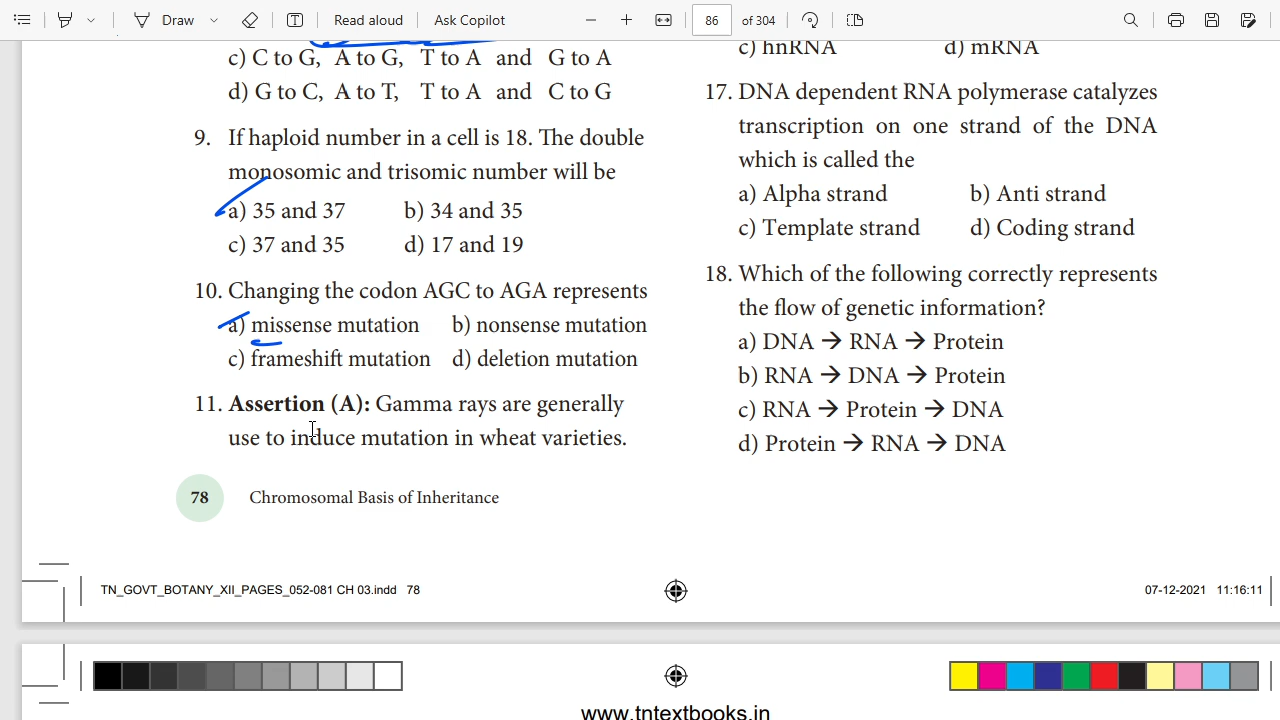 Draw
Read aloud
Ask Copilot
86
of 304
c) C to G, A to G, T to A and G to A
d) G to C, A to T, T to A and C to G
9. If haploid number in a cell is 18. The double
monosomic and trisomic number will be
a) 35 and 37 b) 34 and 35
c) 37 and 35 d) 17 and 19
10. Changing the codon AGC to AGA represents
a) missense mutation b) nonsense mutation
c) frameshift mutation d) deletion mutation
11. Assertion (A): Gamma rays are generally
use to induce mutation in wheat varieties.
c) hnRNA d) mRNA
17. DNA dependent RNA polymerase catalyzes
transcription on one strand of the DNA
which is called the
a) Alpha strand b) Anti strand
c) Template strand d) Coding strand
18. Which of the following correctly represents
the flow of genetic information?
a) DNA → RNA → Protein
b) RNA → DNA → Protein
c) RNA → Protein → DNA
d) Protein → RNA → DNA
78 Chromosomal Basis of Inheritance
TN_GOVT_BOTANY_XII_PAGES_052-081 CH 03.indd 78
07-12-2021 11:16:11
www.tntextbooks.in